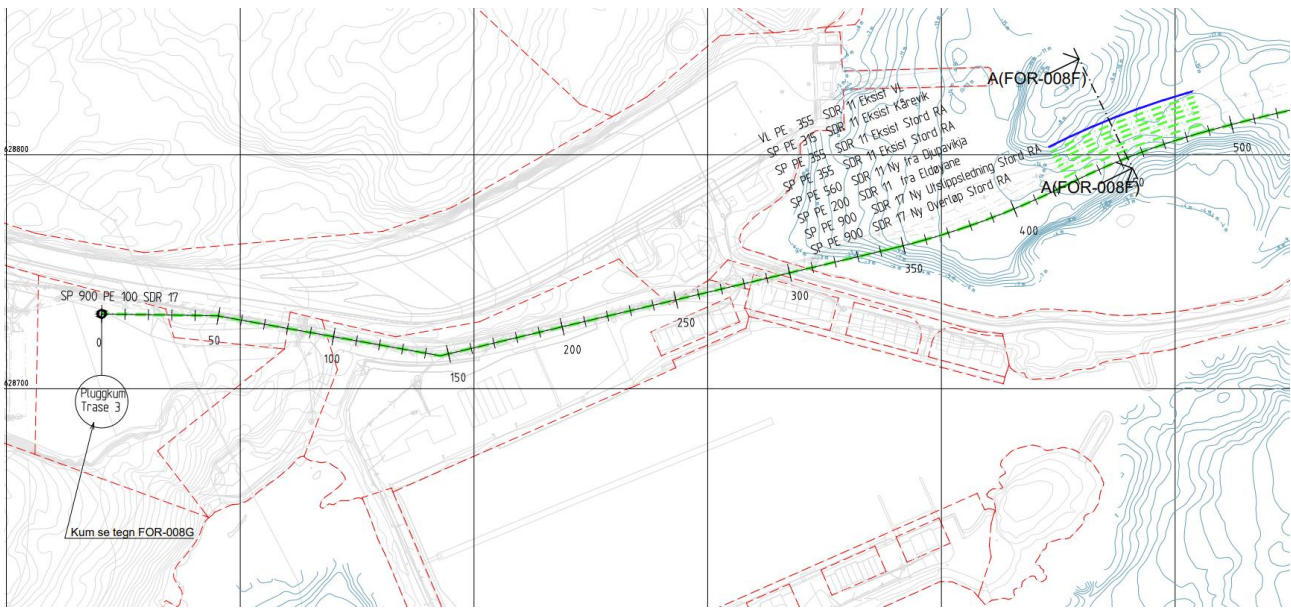 A(FOR-008F)
VL PE 355 SDR 11 Eksist VL
SP PE 315 SDR 11 Eksist Kårevik
SP PE 355 SDR 11 Eksist Stord RA
SP PE 355 SDR 11 Eksist Stord RA
SP PE 560 SDR 11 Ny fra Djupavikja
SP PE 200 SDR 11 fra Eldøyane
SP PE 900 SDR 17 Ny Utslippsledning Stord RA
SP PE 900 SDR 17 Ny Overløp Stord RA
628800
500
A(FOR-008F)
400
350
300
SP 900 PE 100 SDR 17
0
50
100
150
200
250
628700
Pluggkum
Trase 3
Kum se tegn FOR-008G